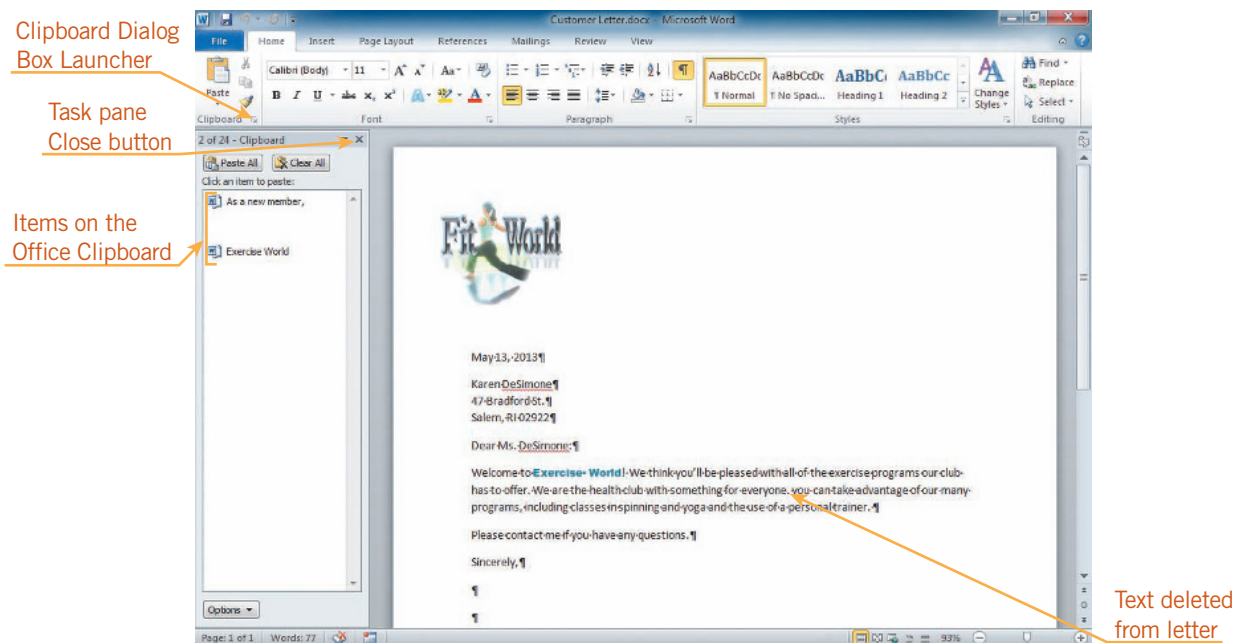 Customer Letter.docx - Microsoft Word
Clipboard Dialog
Box Launcher
File Home Insert Page Layout References Mailings Review View
Paste
Calibri (Body) 11 A A Aa
B I U abc x, x² A ab A
AaBbCcDc AaBbCcDc AaBbC AaBbCc
¶ Normal ¶ No Spaci... Heading 1 Heading 2
Change
Styles
Find
Replace
Select
Clipboard Font Paragraph Styles Editing
Task pane
Close button
2 of 24 - Clipboard
Paste All Clear All
Click an item to paste:
As a new member,
Exercise World
Items on the
Office Clipboard
Fit World
May·13,·2013¶
Karen·DeSimone¶
47·Bradford·St.¶
Salem,·RI·02922¶
Dear·Ms.·DeSimone:¶
Welcome·to·Exercise·World!·We·think·you'll·be·pleased·with·all·of·the·exercise·programs·our·club·
has·to·offer.·We·are·the·health·club·with·something·for·everyone.·you·can·take·advantage·of·our·many·
programs,·including·classes·in·spinning·and·yoga·and·the·use·of·a·personal·trainer.·¶
Please·contact·me·if·you·have·any·questions.·¶
Sincerely,¶
¶
¶
Options
Page: 1 of 1 Words: 77 93%
Text deleted
from letter